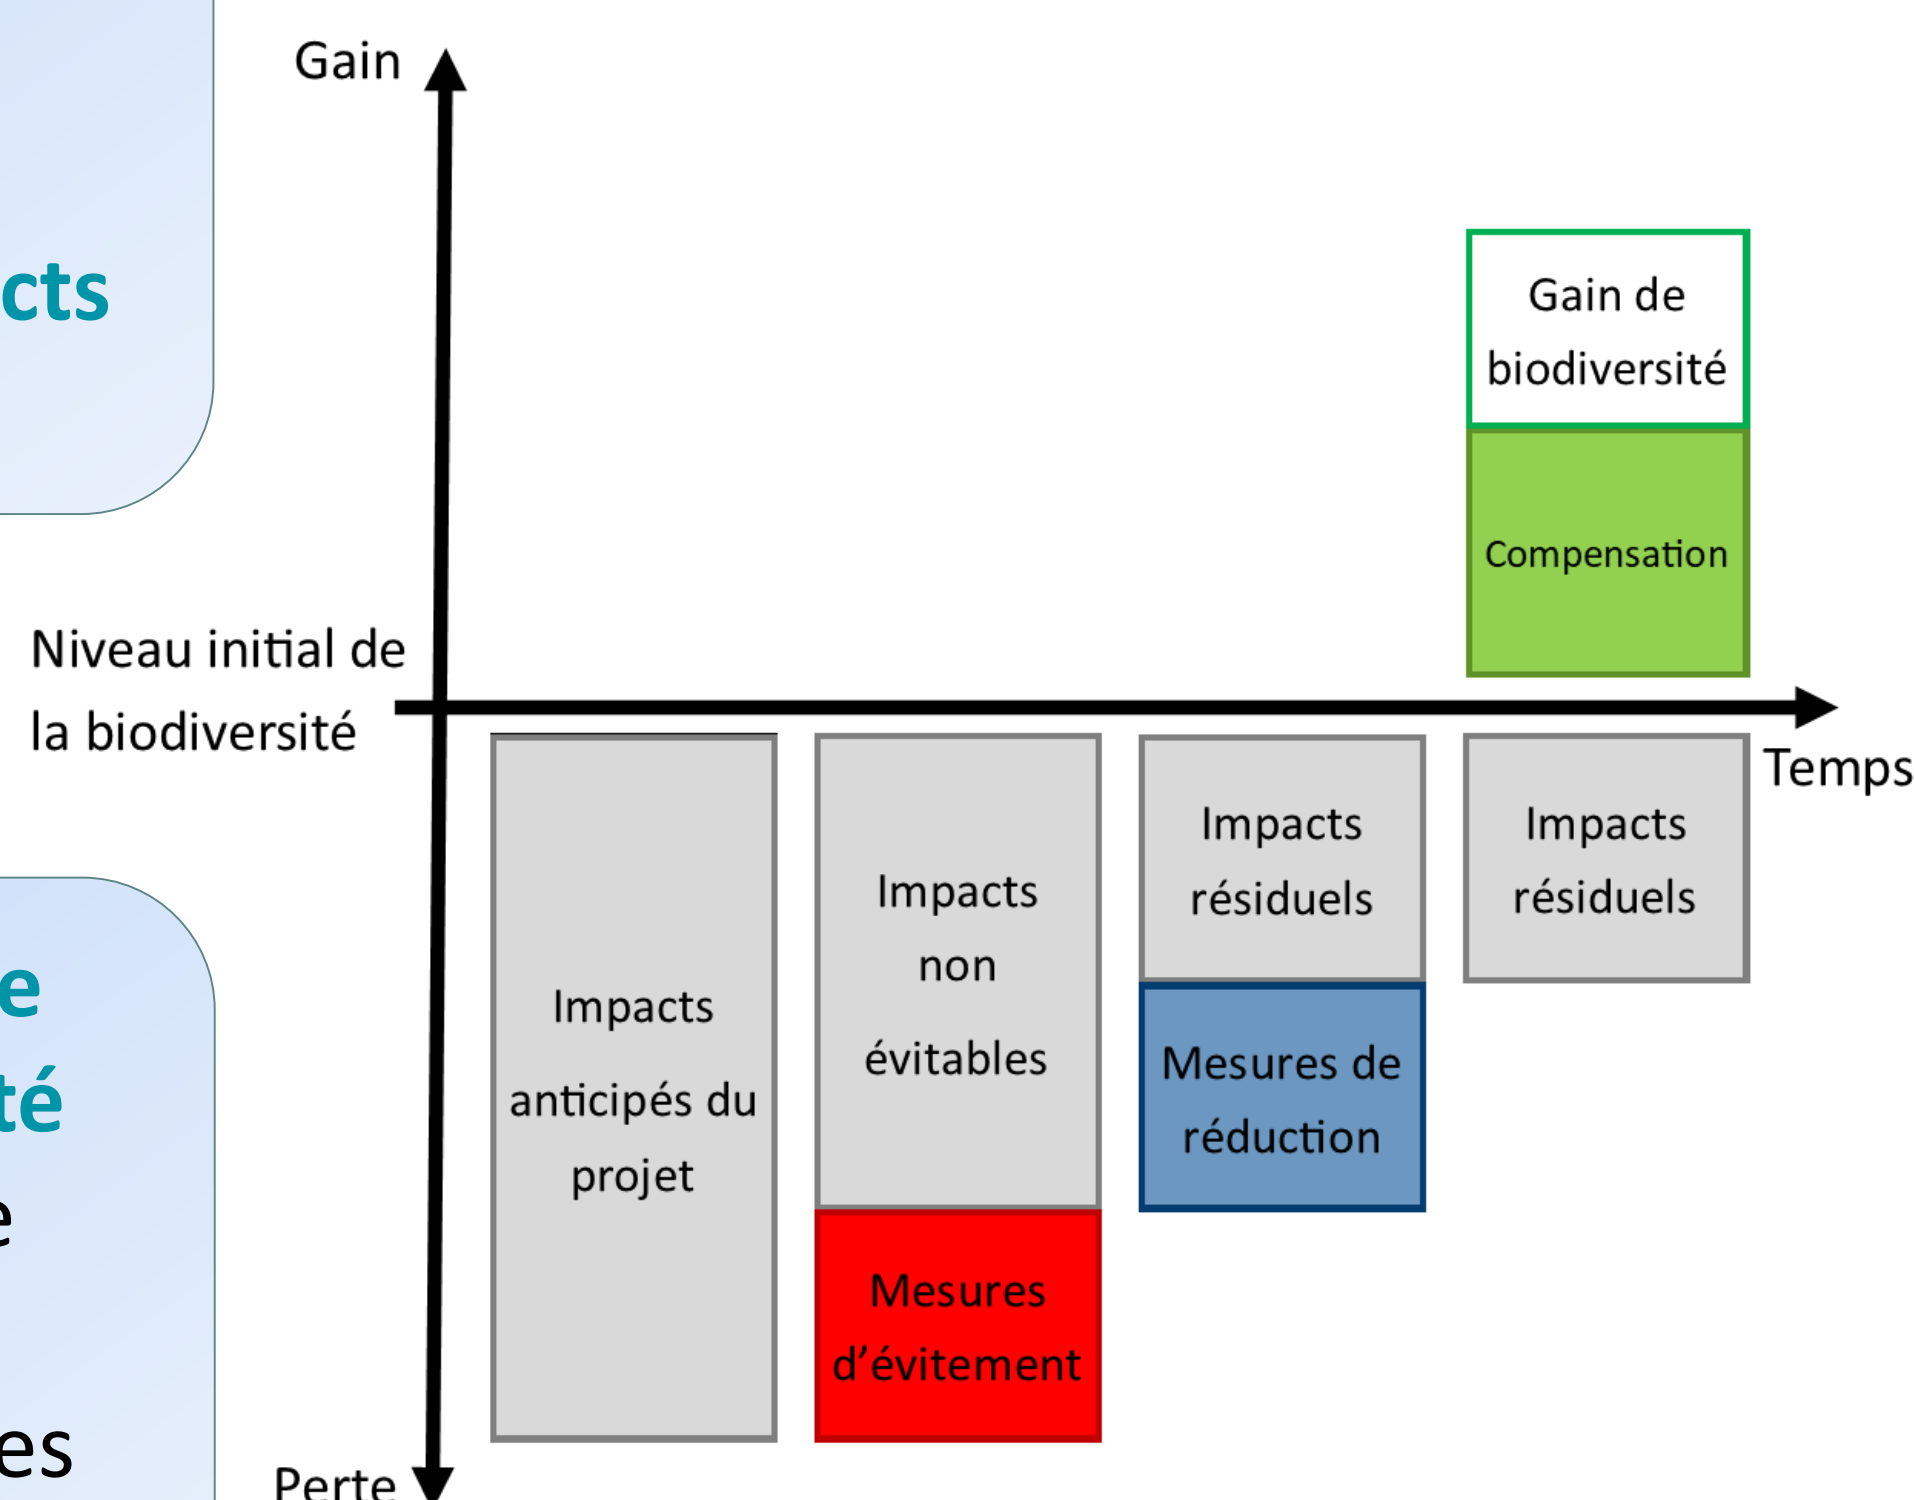 cts
e
té
e
es
Gain
Niveau initial de
la biodiversité
Perte
Temps
Impacts
anticipés du
projet
Impacts
non
évitables
Mesures
d’évitement
Impacts
résiduels
Mesures de
réduction
Gain de
biodiversité
Compensation
Impacts
résiduels